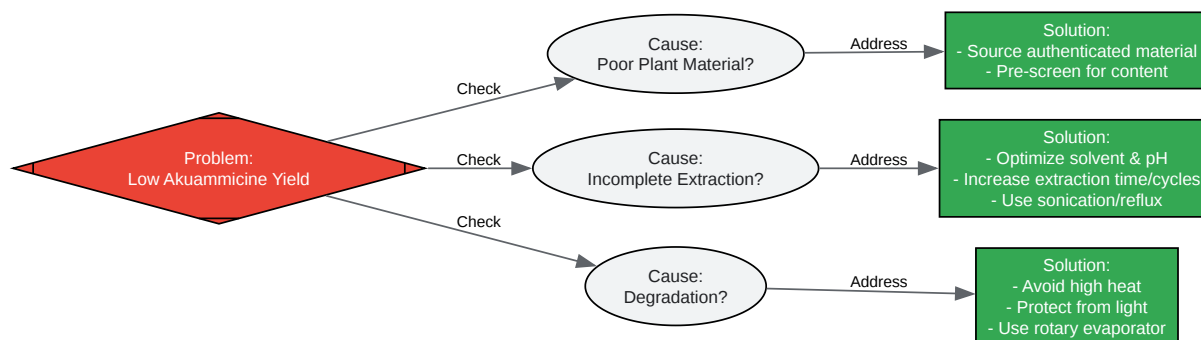 Problem:
Low Akuammicine Yield
Check
Cause:
Poor Plant Material?
Address
Solution:
- Source authenticated material
- Pre-screen for content
Check
Cause:
Incomplete Extraction?
Address
Solution:
- Optimize solvent & pH
- Increase extraction time/cycles
- Use sonication/reflux
Check
Cause:
Degradation?
Address
Solution:
- Avoid high heat
- Protect from light
- Use rotary evaporator